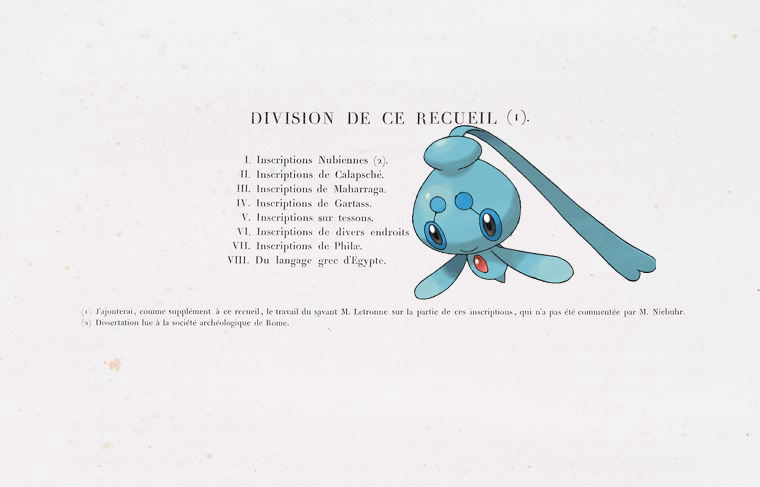 DIVISION DE CE RECUEIL (1).
I. Inscriptions Nubiennes (2).
II. Inscriptions de Calapsché.
III. Inscriptions de Maharraga.
IV. Inscriptions de Gartass.
V. Inscriptions sur tessons.
VI. Inscriptions de divers endroits
VII. Inscriptions de Philæ.
VIII. Du langage grec d'Égypte.
(1) J'ajouterai, comme supplément à ce recueil, le travail du savant M. Letronne sur la partie de ces inscriptions, qui n'a pas été commentée par M. Niebuhr.
(2) Dissertation lue à la société archéologique de Rome.